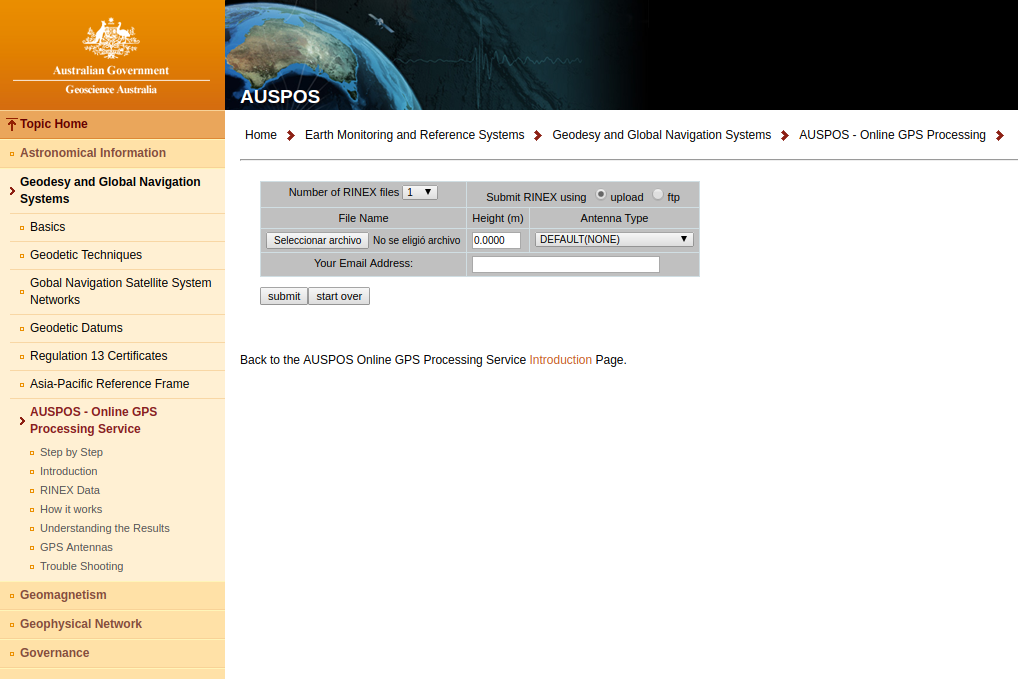 Australian Government
Geoscience Australia
AUSPOS
Home Earth Monitoring and Reference Systems Geodesy and Global Navigation Systems AUSPOS - Online GPS Processing
Topic Home
Astronomical Information
Geodesy and Global Navigation
Systems
Basics
Geodetic Techniques
Gobal Navigation Satellite System
Networks
Geodetic Datums
Regulation 13 Certificates
Asia-Pacific Reference Frame
AUSPOS - Online GPS
Processing Service
Step by Step
Introduction
RINEX Data
How it works
Understanding the Results
GPS Antennas
Trouble Shooting
Geomagnetism
Geophysical Network
Governance
Number of RINEX files 1 Submit RINEX using upload ftp
File Name Height (m) Antenna Type
Seleccionar archivo No se eligió archivo 0.0000 DEFAULT(NONE)
Your Email Address:
submit start over
Back to the AUSPOS Online GPS Processing Service Introduction Page.